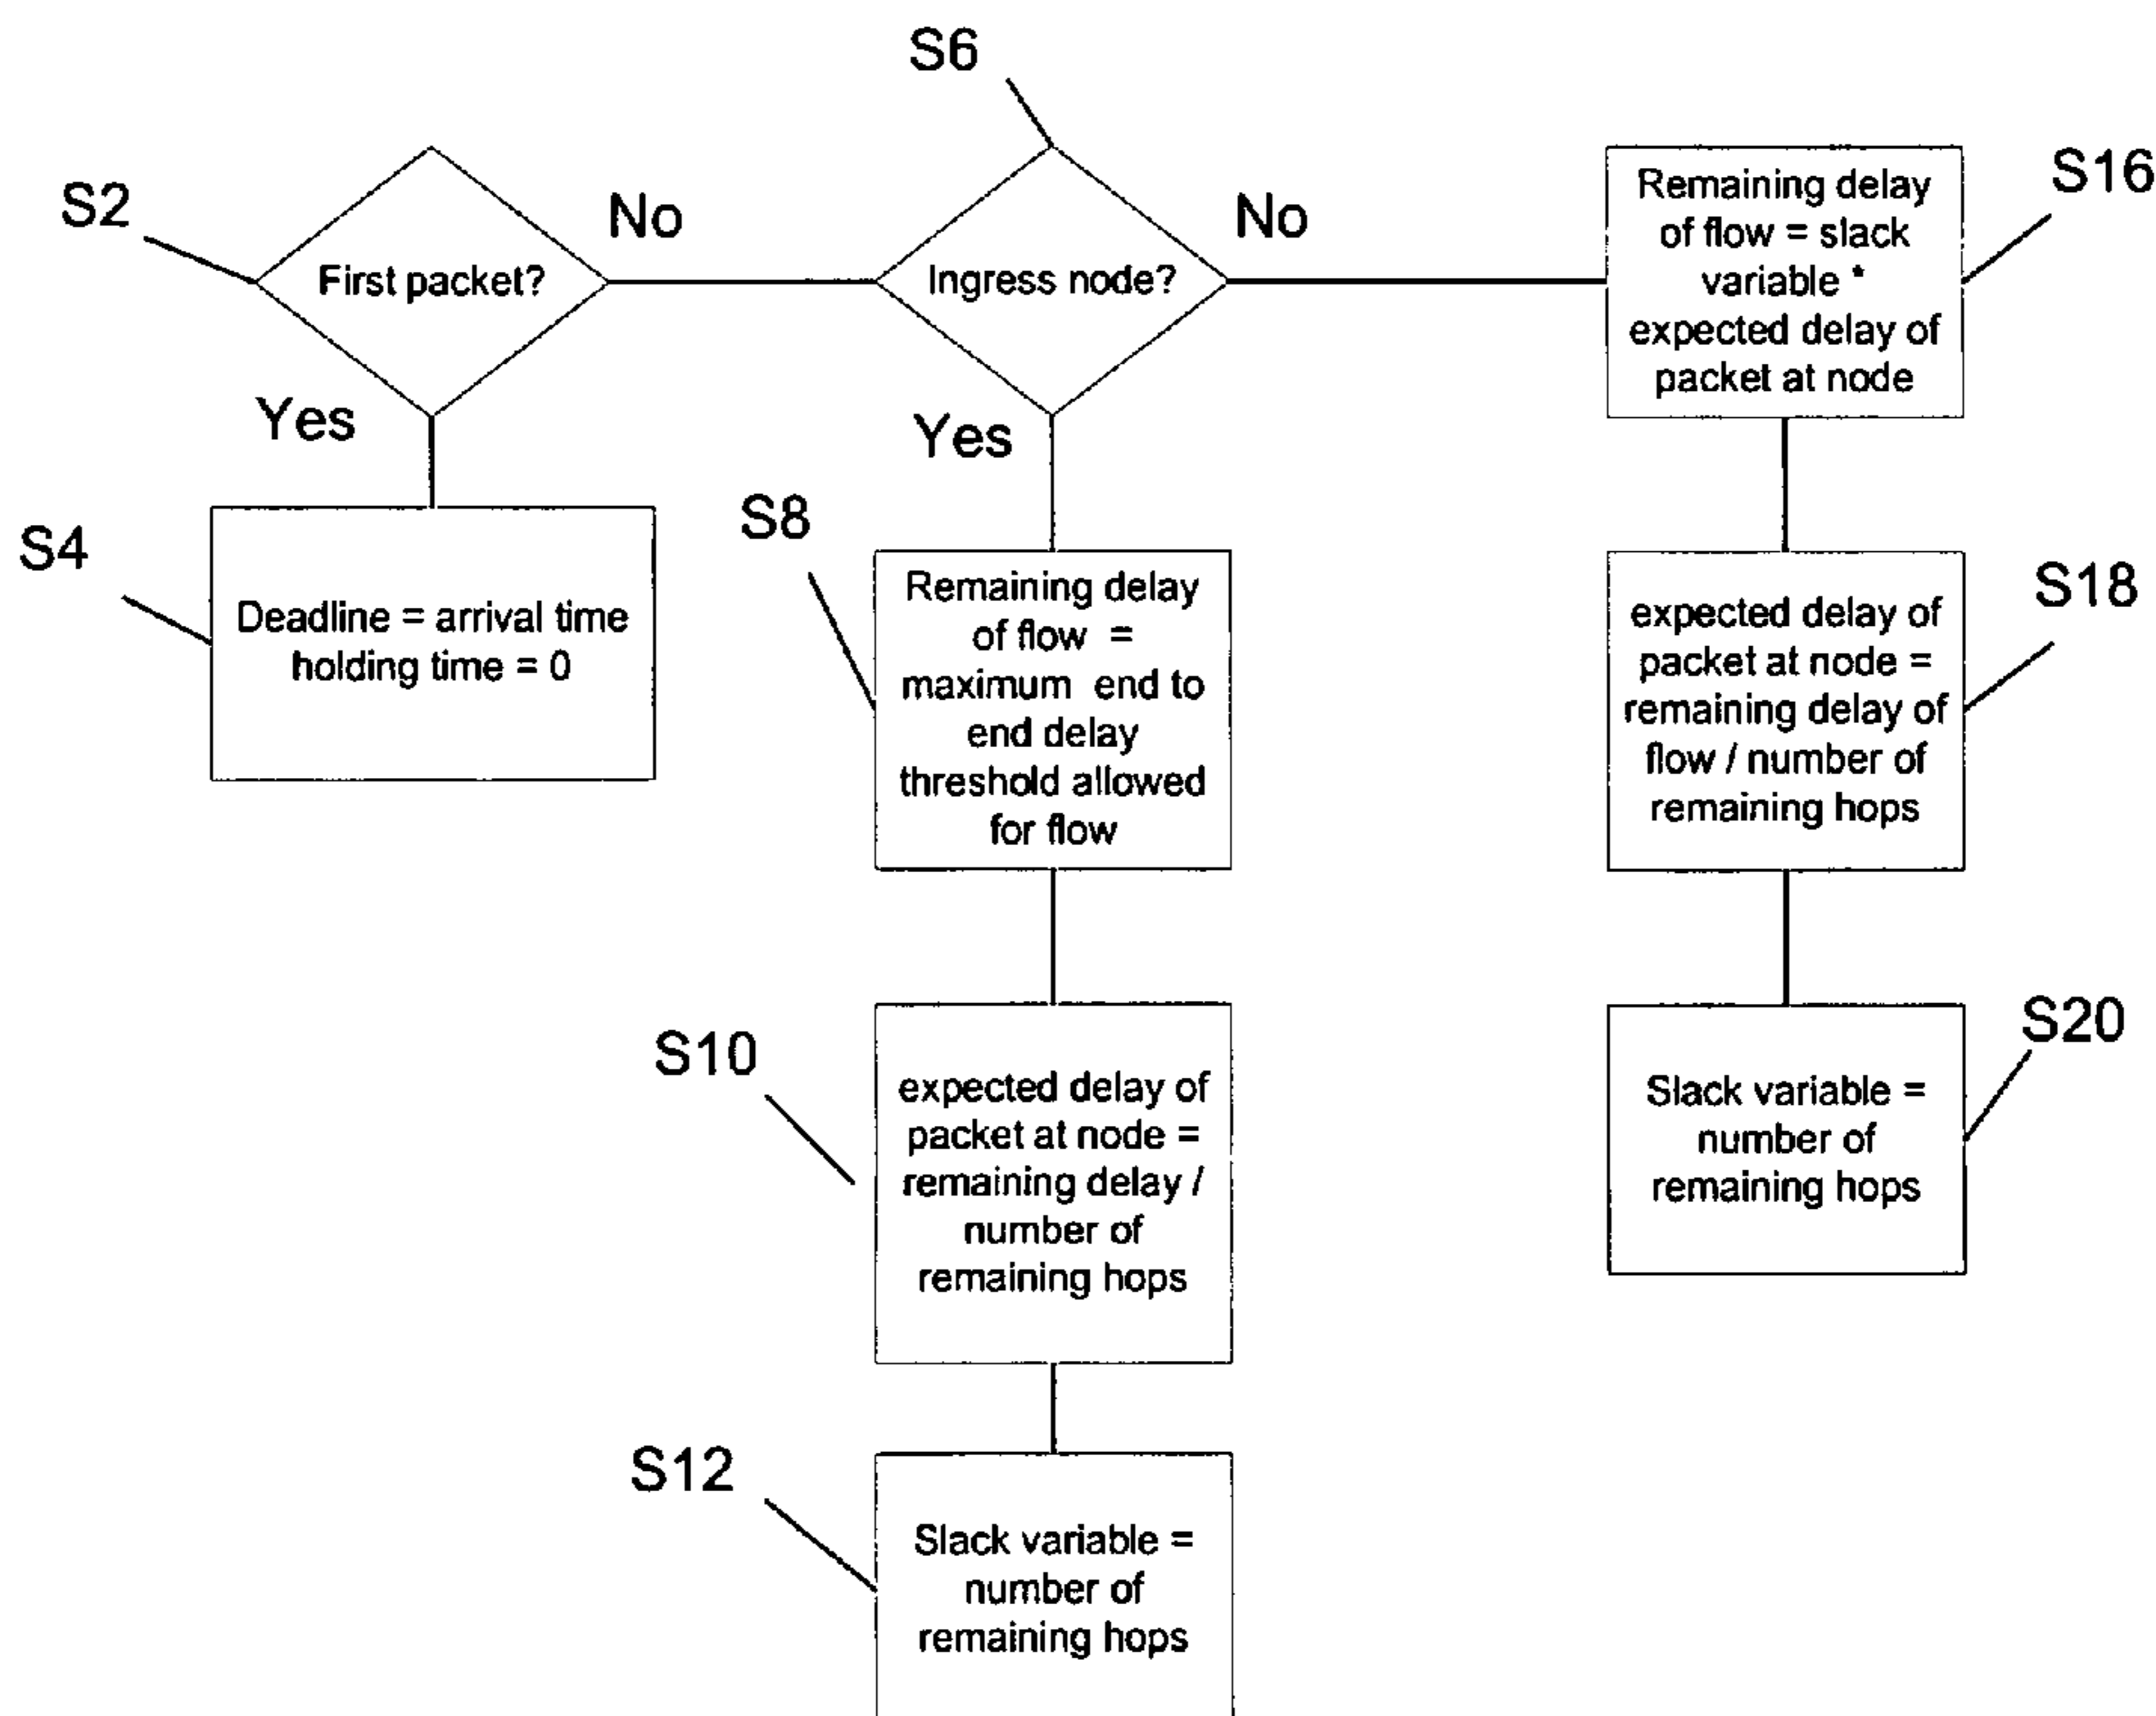 S6
S2
First packet?
No
Ingress node?
No
Remaining delay
of flow = slack
variable *
expected delay of
packet at node
S16
Yes
Yes
S4
Deadline = arrival time
holding time = 0
S8
Remaining delay
of flow =
maximum end to
end delay
threshold allowed
for flow
expected delay of
packet at node =
remaining delay of
flow / number of
remaining hops
S18
S10
expected delay of
packet at node =
remaining delay /
number of
remaining hops
Slack variable =
number of
remaining hops
S20
S12
Slack variable =
number of
remaining hops